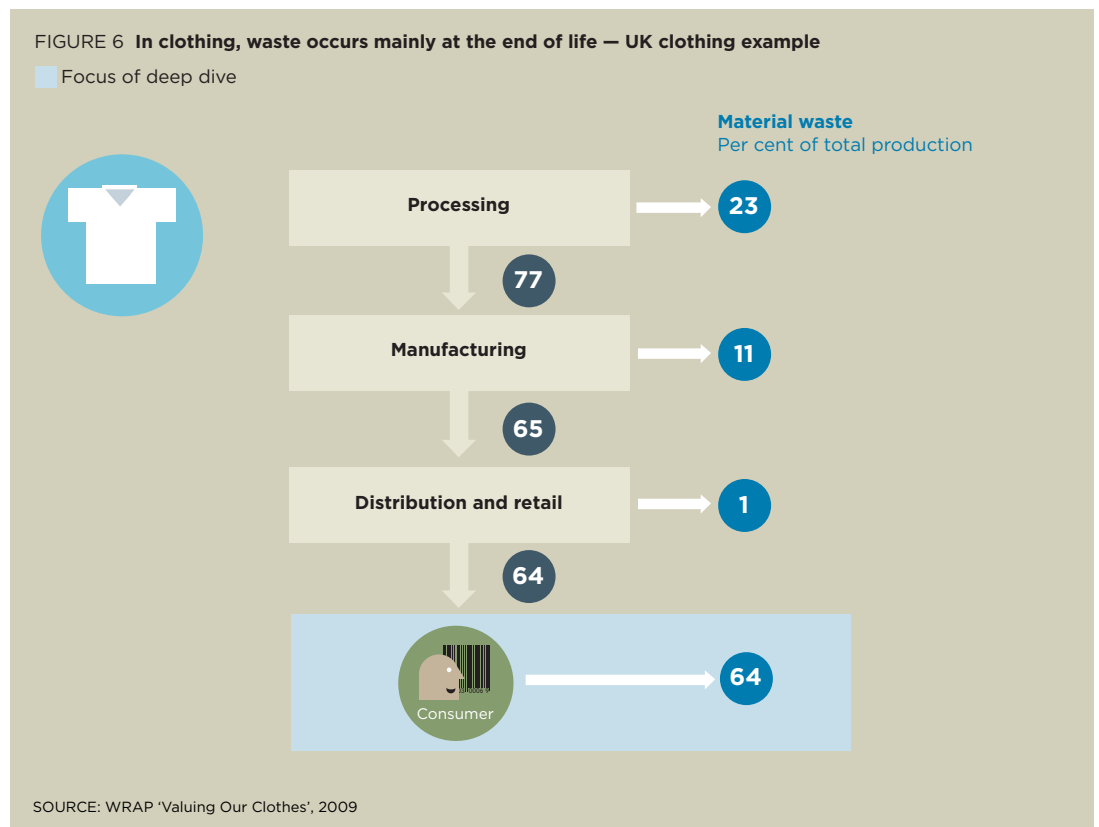 FIGURE 6 In clothing, waste occurs mainly at the end of life — UK clothing example
Focus of deep dive
Material waste
Per cent of total production
Processing
23
77
Manufacturing
11
65
Distribution and retail
1
64
Consumer
64
SOURCE: WRAP ‘Valuing Our Clothes’, 2009